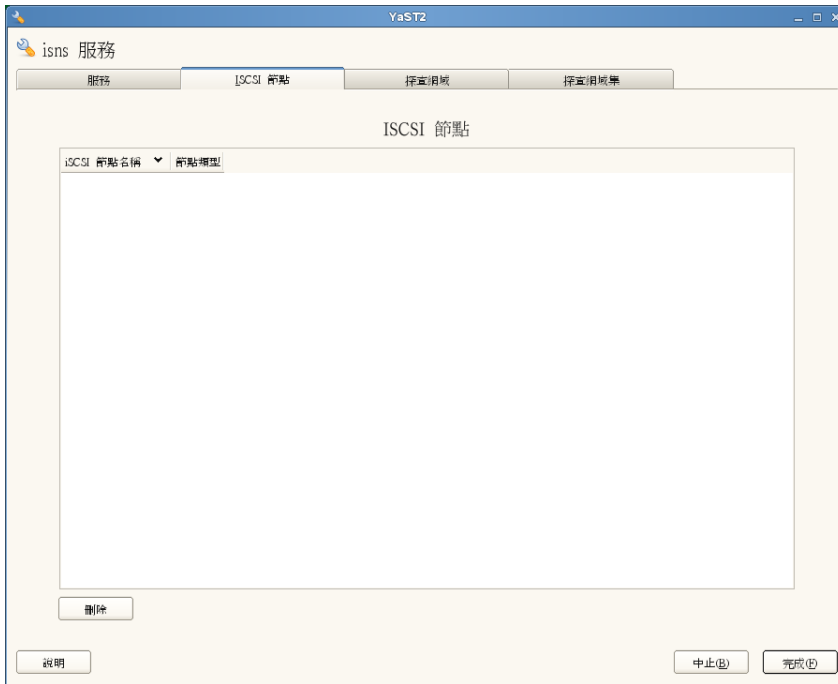 YaST2
isns 服務
服務 ISCSI 節點 探查網域 探查網域集
ISCSI 節點
iSCSI 節點名稱 節點類型
刪除
說明 中止(B) 完成(F)